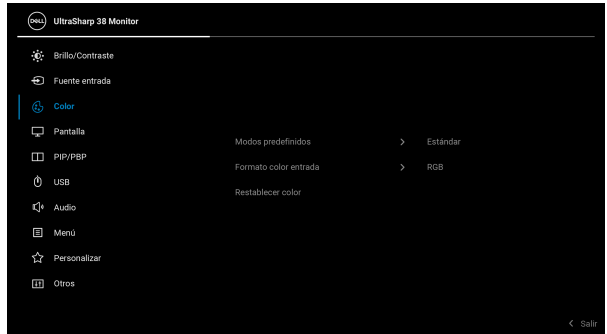 DELL UltraSharp 38 Monitor
Brillo/Contraste
Fuente entrada
Color
Pantalla
Modos predefinidos > Estándar
PIP/PBP
Formato color entrada > RGB
USB
Restablecer color
Audio
Menú
Personalizar
Otros
< Salir